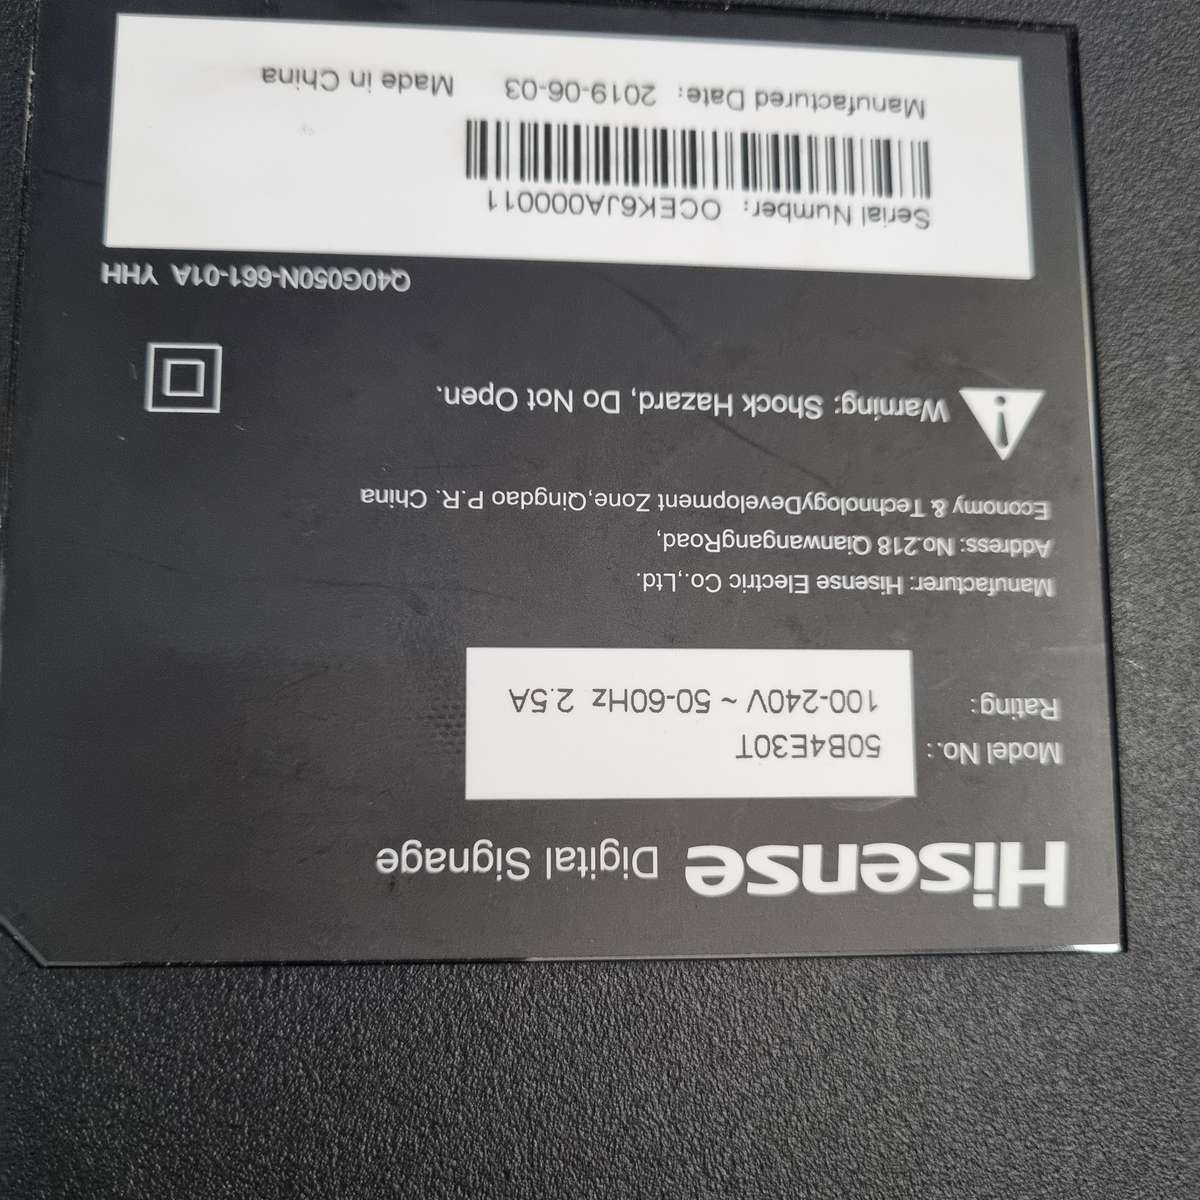 Hisense Digital Signage
Model No.: 50B4E30T
Rating: 100-240V ~ 50-60Hz 2.5A
Manufacturer: Hisense Electric Co.,Ltd.
Address: No.218 QianwangangRoad,
Economy & TechnologyDevelopment Zone,Qingdao P.R. China
Warning: Shock Hazard, Do Not Open.
Q40G050N-661-01A YHH
Serial Number: OCEK6JA000011
Manufactured Date: 2019-06-03 Made in China